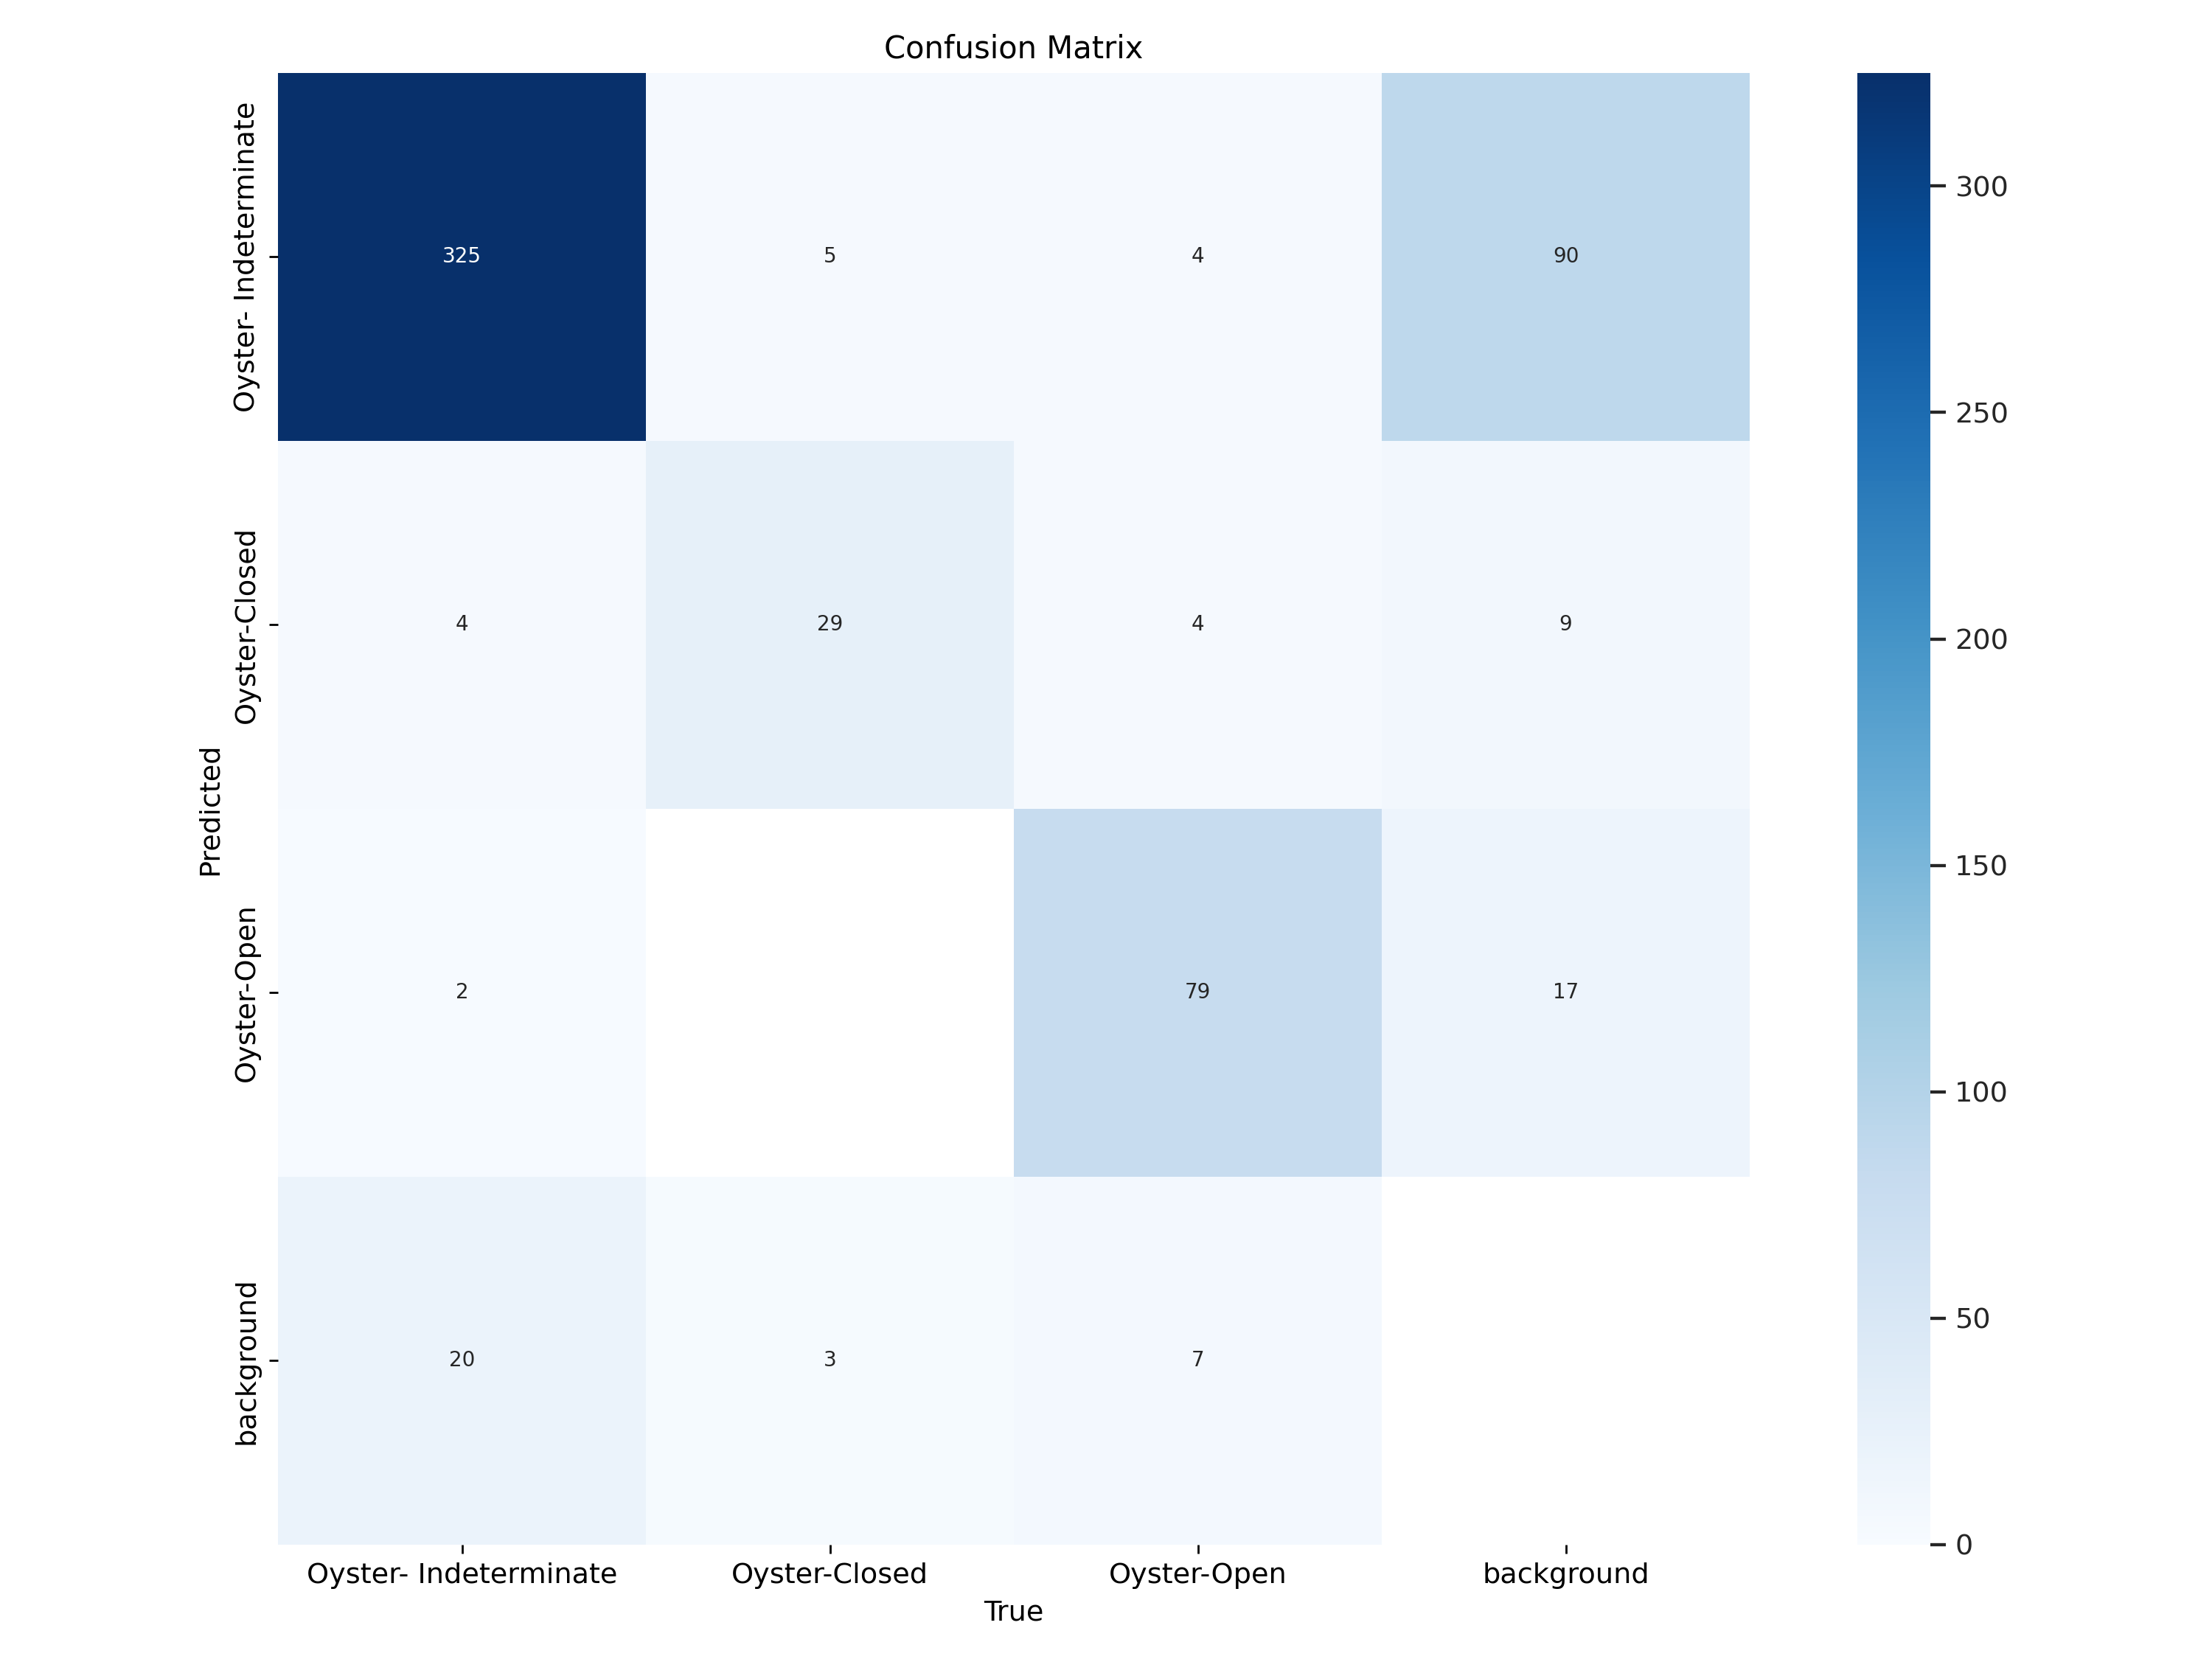 Confusion Matrix
Oyster- Indeterminate
325 5 4 90
Oyster-Closed
4 29 4 9
Oyster-Open
2 79 17
background
20 3 7
Predicted
Oyster- Indeterminate Oyster-Closed Oyster-Open background
True
300
250
200
150
100
50
0